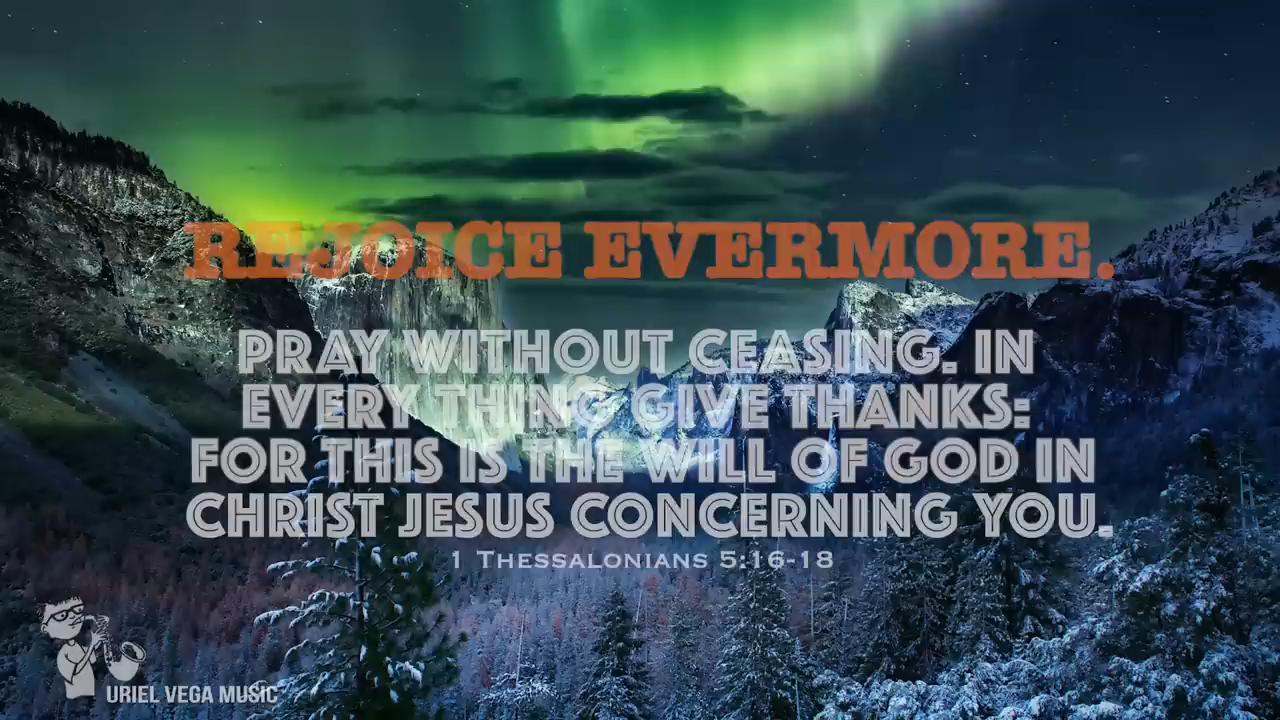 REJOICE EVERMORE.
PRAY WITHOUT CEASING. IN
EVERY THING GIVE THANKS:
FOR THIS IS THE WILL OF GOD IN
CHRIST JESUS CONCERNING YOU.
1 THESSALONIANS 5:16-18
URIEL VEGA MUSIC